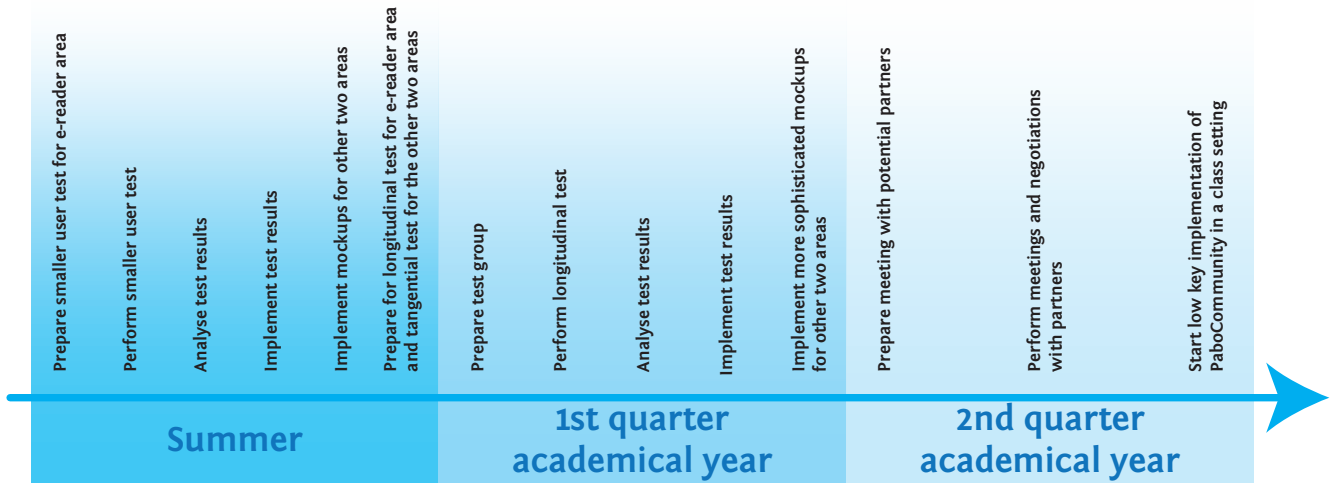 Prepare smaller user test for e-reader area
Perform smaller user test
Analyse test results
Implement test results
Implement mockups for other two areas
Prepare for longitudinal test for e-reader area
and tangential test for the other two areas
Prepare test group
Perform longitudinal test
Analyse test results
Implement test results
Implement more sophisticated mockups
for other two areas
Prepare meeting with potential partners
Perform meetings and negotiations
with partners
Start low key implementation of
PaboCommunity in a class setting
Summer
1st quarter
academical year
2nd quarter
academical year